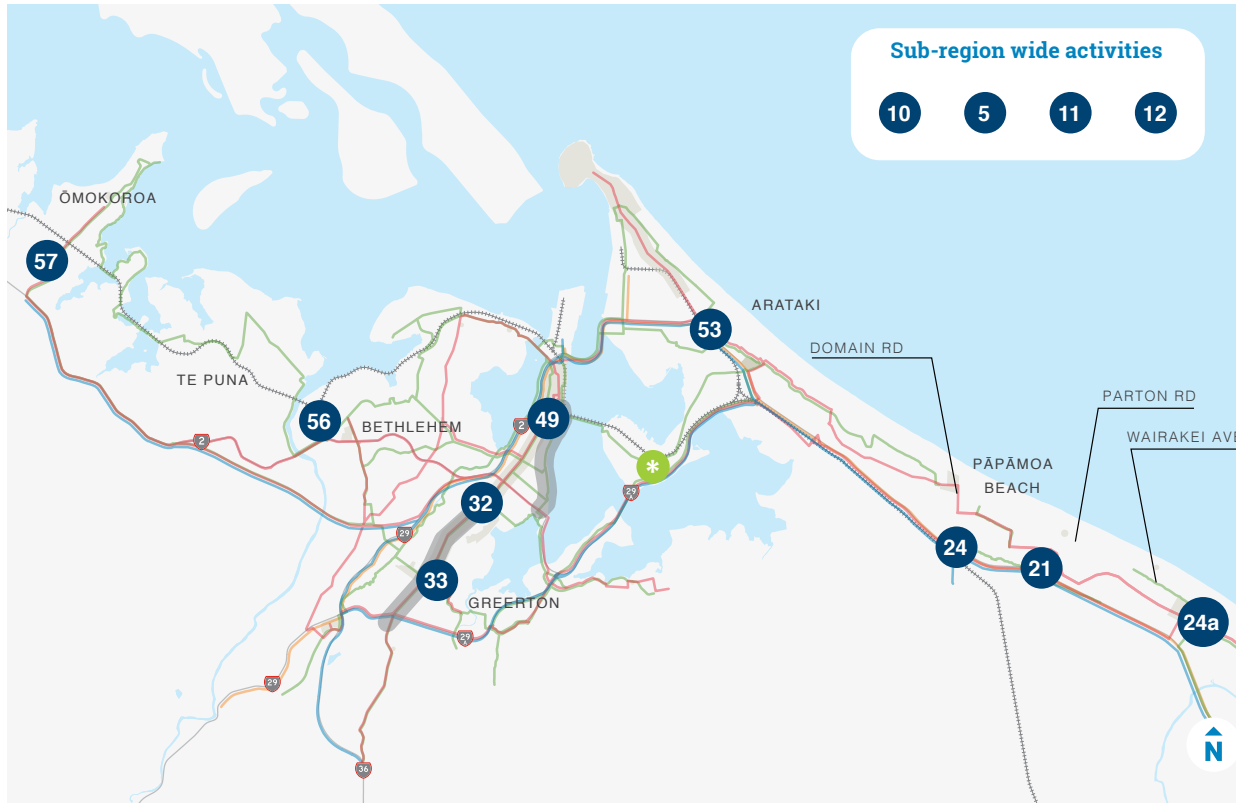 Sub-region wide activities
10 5 11 12
ŌMOKOROA
57
ARATAKI
53
DOMAIN RD
TE PUNA
PARTON RD
56
BETHLEHEM
49
2
2
WAIRAKEI AVE
*
PĀPĀMOA
BEACH
29
32
29
24
21
33
GREERTON
24a
29
29
N
36